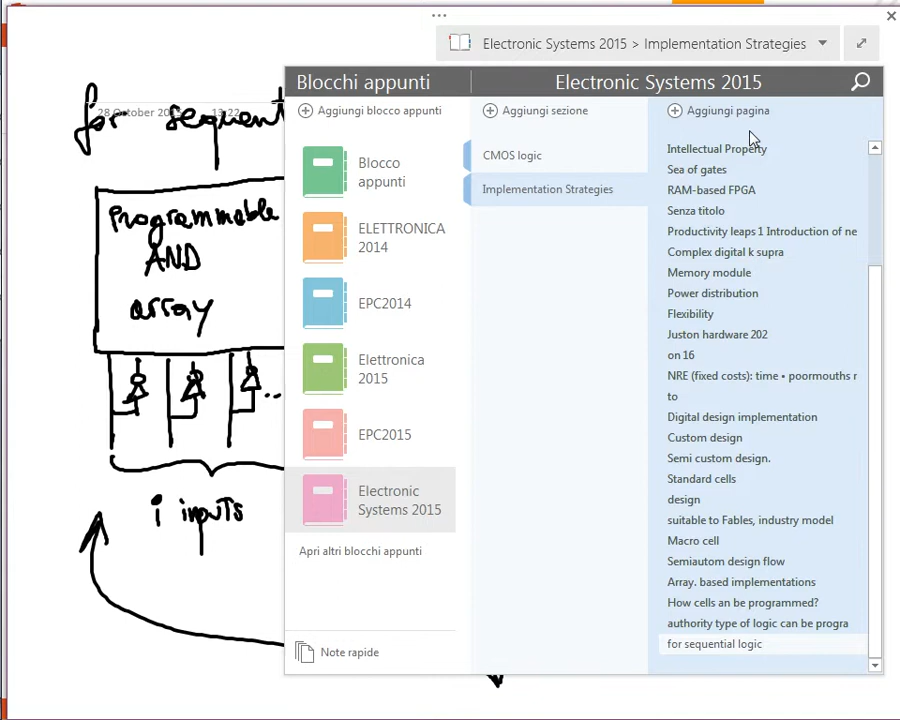 Electronic Systems 2015 > Implementation Strategies
Blocchi appunti
Electronic Systems 2015
Aggiungi blocco appunti
Aggiungi sezione
Aggiungi pagina
Blocco
appunti
ELETTRONICA
2014
EPC2014
Elettronica
2015
EPC2015
Electronic
Systems 2015
Apri altri blocchi appunti
Note rapide
CMOS logic
Implementation Strategies
Intellectual Property
Sea of gates
RAM-based FPGA
Senza titolo
Productivity leaps 1 Introduction of ne
Complex digital k supra
Memory module
Power distribution
Flexibility
Juston hardware 202
on 16
NRE (fixed costs): time • poormouths r
to
Digital design implementation
Custom design
Semi custom design.
Standard cells
design
suitable to Fables, industry model
Macro cell
Semiautom design flow
Array. based implementations
How cells an be programmed?
authority type of logic can be progra
for sequential logic
for sequent
28 October 2015 13:22
Programmable
AND
array
..
i inputs